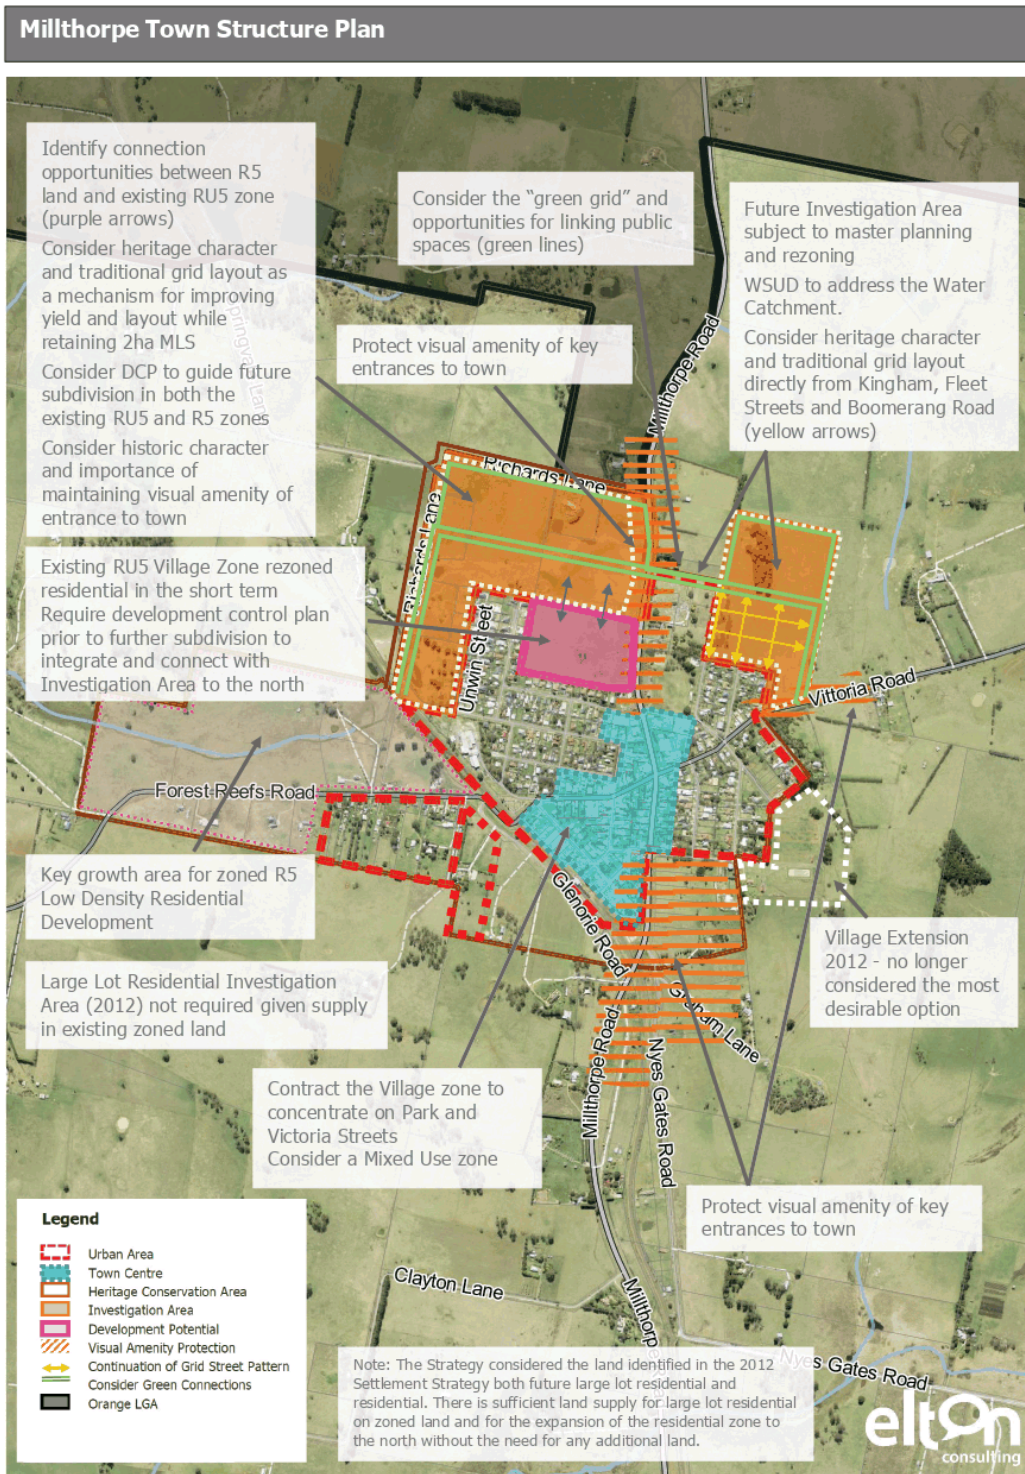 Millthorpe Town Structure Plan
Identify connection
opportunities between R5
land and existing RU5 zone
(purple arrows)
Consider heritage character
and traditional grid layout as
a mechanism for improving
yield and layout while
retaining 2ha MLS
Consider DCP to guide future
subdivision in both the
existing RU5 and R5 zones
Consider historic character
and importance of
maintaining visual amenity of
entrance to town
Consider the “green grid” and
opportunities for linking public
spaces (green lines)
Future Investigation Area
subject to master planning
and rezoning
WSUD to address the Water
Catchment.
Consider heritage character
and traditional grid layout
directly from Kingham, Fleet
Streets and Boomerang Road
(yellow arrows)
Protect visual amenity of key
entrances to town
Millthorpe Road
Richards Lane
Richards Lane
Existing RU5 Village Zone rezoned
residential in the short term
Require development control plan
prior to further subdivision to
integrate and connect with
Investigation Area to the north
Unwin Street
Vittoria Road
Forest Reefs Road
Key growth area for zoned R5
Low Density Residential
Development
Glenorie Road
Village Extension
2012 - no longer
considered the most
desirable option
Large Lot Residential Investigation
Area (2012) not required given supply
in existing zoned land
Graham Lane
Millthorpe Road
Nyes Gates Road
Contract the Village zone to
concentrate on Park and
Victoria Streets
Consider a Mixed Use zone
Protect visual amenity of key
entrances to town
Legend
Urban Area
Town Centre
Heritage Conservation Area
Investigation Area
Development Potential
Visual Amenity Protection
Continuation of Grid Street Pattern
Consider Green Connections
Orange LGA
Clayton Lane
Nyes Gates Road
Note: The Strategy considered the land identified in the 2012
Settlement Strategy both future large lot residential and
residential. There is sufficient land supply for large lot residential
on zoned land and for the expansion of the residential zone to
the north without the need for any additional land.
elton
consulting